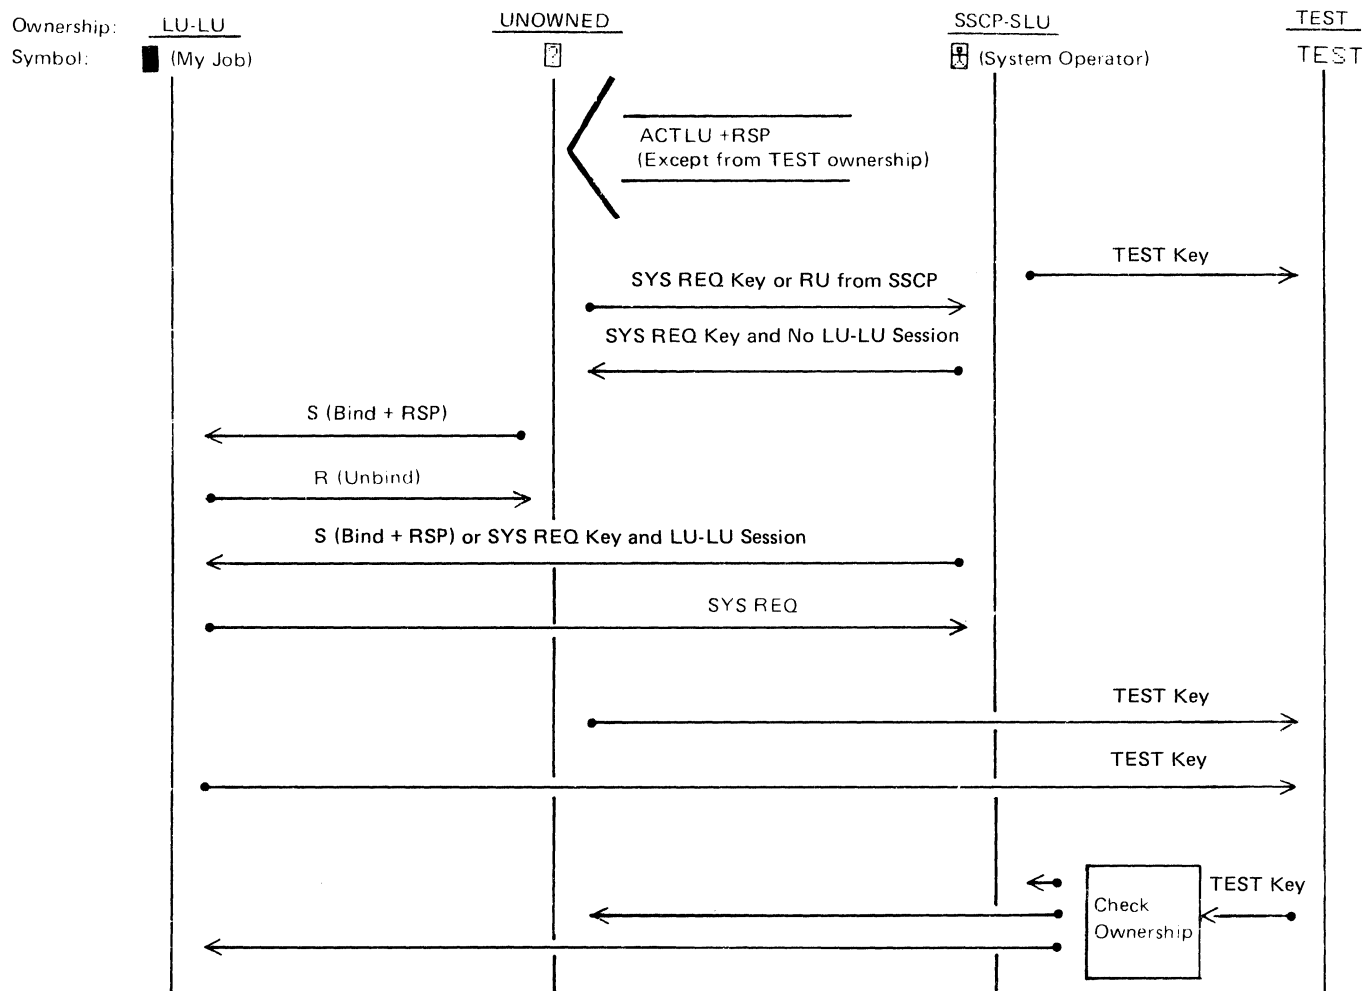 Ownership: LU-LU UNOWNED SSCP-SLU TEST
Symbol: (My Job) ? (System Operator) TEST
ACTLU +RSP
(Except from TEST ownership)
TEST Key
SYS REQ Key or RU from SSCP
SYS REQ Key and No LU-LU Session
S (Bind + RSP)
R (Unbind)
S (Bind + RSP) or SYS REQ Key and LU-LU Session
SYS REQ
TEST Key
TEST Key
TEST Key
Check
Ownership